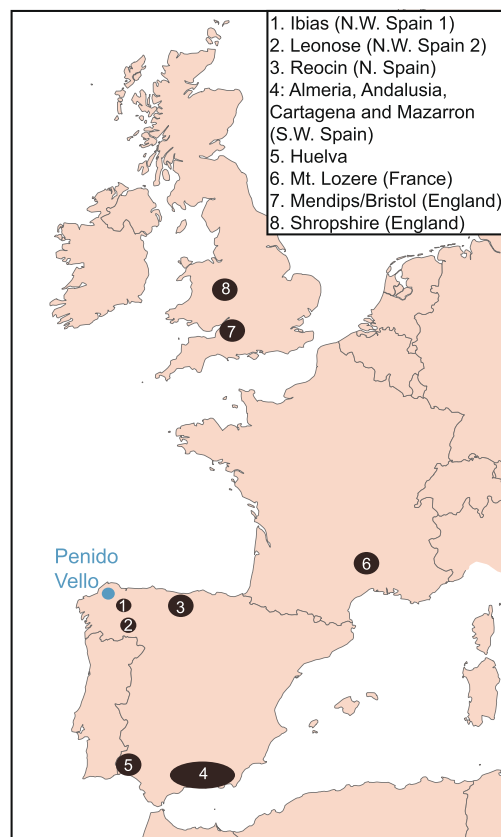 1. Ibias (N.W. Spain 1)
2. Leonose (N.W. Spain 2)
3. Reocin (N. Spain)
4: Almeria, Andalusia,
Cartagena and Mazarron
(S.W. Spain)
5. Huelva
6. Mt. Lozere (France)
7. Mendips/Bristol (England)
8. Shropshire (England)
8
7
6
Penido
Vello
1
3
2
5
4